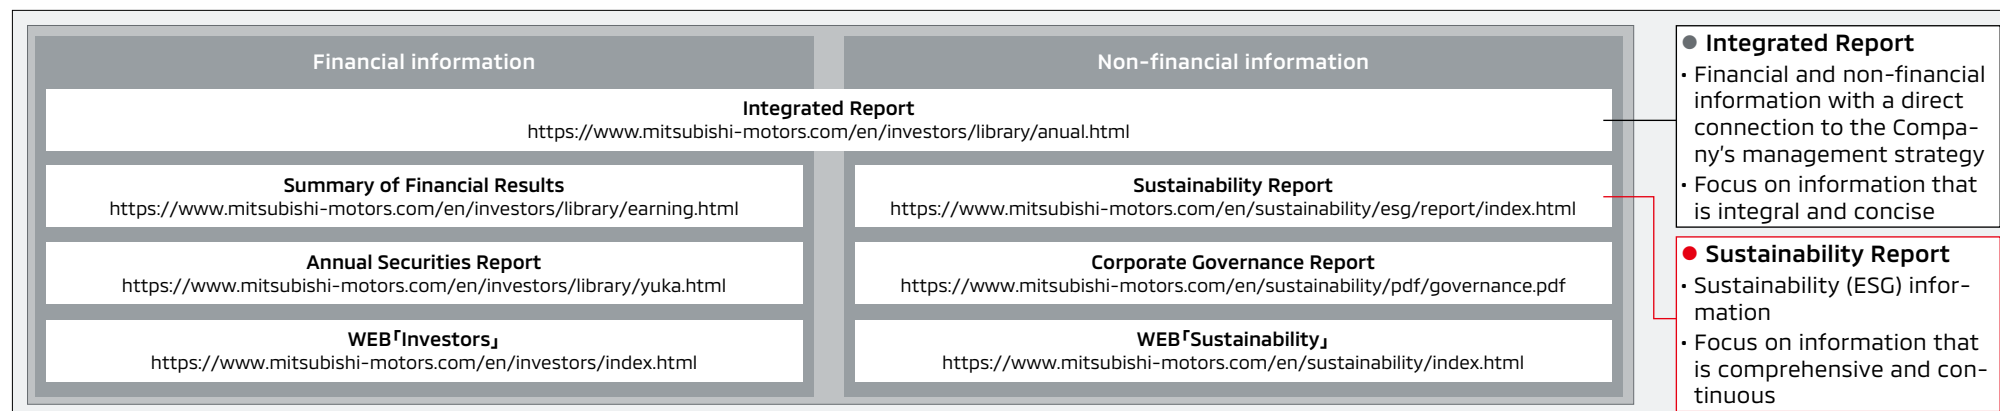 Financial information
Non-financial information
Integrated Report
https://www.mitsubishi-motors.com/en/investors/library/anual.html
Summary of Financial Results
https://www.mitsubishi-motors.com/en/investors/library/earning.html
Sustainability Report
https://www.mitsubishi-motors.com/en/sustainability/esg/report/index.html
Annual Securities Report
https://www.mitsubishi-motors.com/en/investors/library/yuka.html
Corporate Governance Report
https://www.mitsubishi-motors.com/en/sustainability/pdf/governance.pdf
WEB「Investors」
https://www.mitsubishi-motors.com/en/investors/index.html
WEB「Sustainability」
https://www.mitsubishi-motors.com/en/sustainability/index.html
● Integrated Report
・Financial and non-financial
information with a direct
connection to the Compa-
ny's management strategy
・Focus on information that
is integral and concise
● Sustainability Report
・Sustainability (ESG) infor-
mation
・Focus on information that
is comprehensive and con-
tinuous